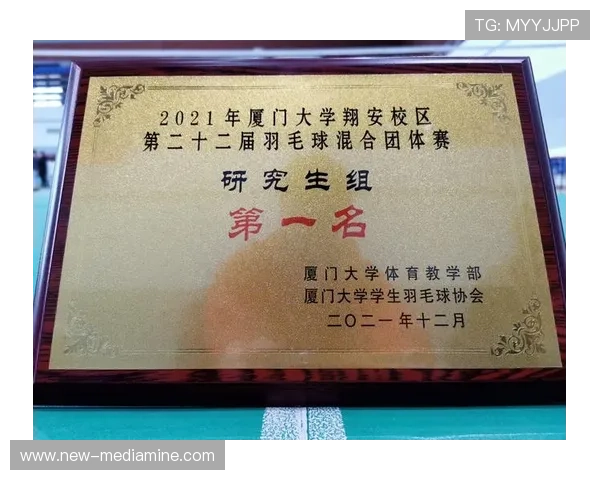 TG: MYYJJPP
2021年厦门大学翔安校区
第二十二届羽毛球混合团体赛
研究生组
第一名
厦门大学体育教学部
厦门大学学生羽毛球协会
二〇二一年十二月
www.new-mediamine.com